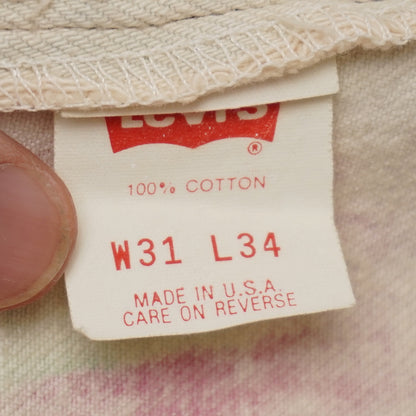 Levi's ®
100% COTTON
W31 L34
MADE IN U.S.A.
CARE ON REVERSE